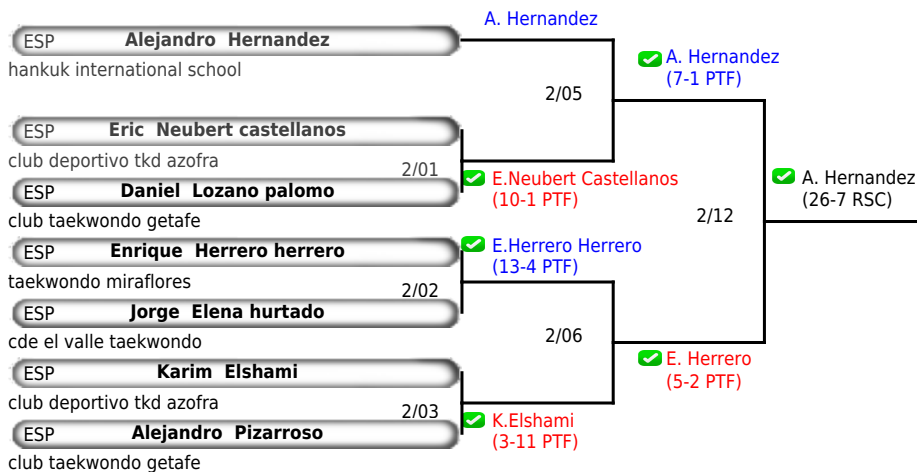 A. Hernandez
ESP Alejandro Hernandez
hankuk international school
A. Hernandez
(7-1 PTF)
2/05
ESP Eric Neubert castellanos
club deportivo tkd azofra
2/01
E.Neubert Castellanos
(10-1 PTF)
ESP Daniel Lozano palomo
club taekwondo getafe
A. Hernandez
(26-7 RSC)
2/12
ESP Enrique Herrero herrero
taekwondo miraflores
E.Herrero Herrero
(13-4 PTF)
2/02
ESP Jorge Elena hurtado
cde el valle taekwondo
2/06
E. Herrero
(5-2 PTF)
ESP Karim Elshami
club deportivo tkd azofra
2/03
K.Elshami
(3-11 PTF)
ESP Alejandro Pizarroso
club taekwondo getafe